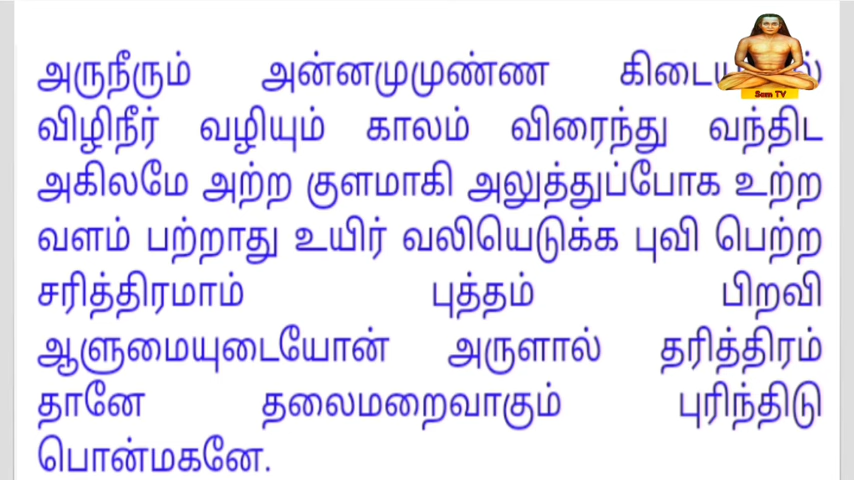 அருநீரும் அன்னமுமுண்ண
விழிநீர் வழியும் காலம் விரைந்து வந்திட
அகிலமே அற்ற குளமாகி அலுத்துப்போக உற்ற
வளம் பற்றாது உயிர் வலியெடுக்க புவி பெற்ற
சரித்திரமாம் புத்தம் பிறவி
ஆளுமையுடையோன் அருளால் தரித்திரம்
தானே தலைமறைவாகும் புரிந்திடு
பொன்மகனே.
Sam TV